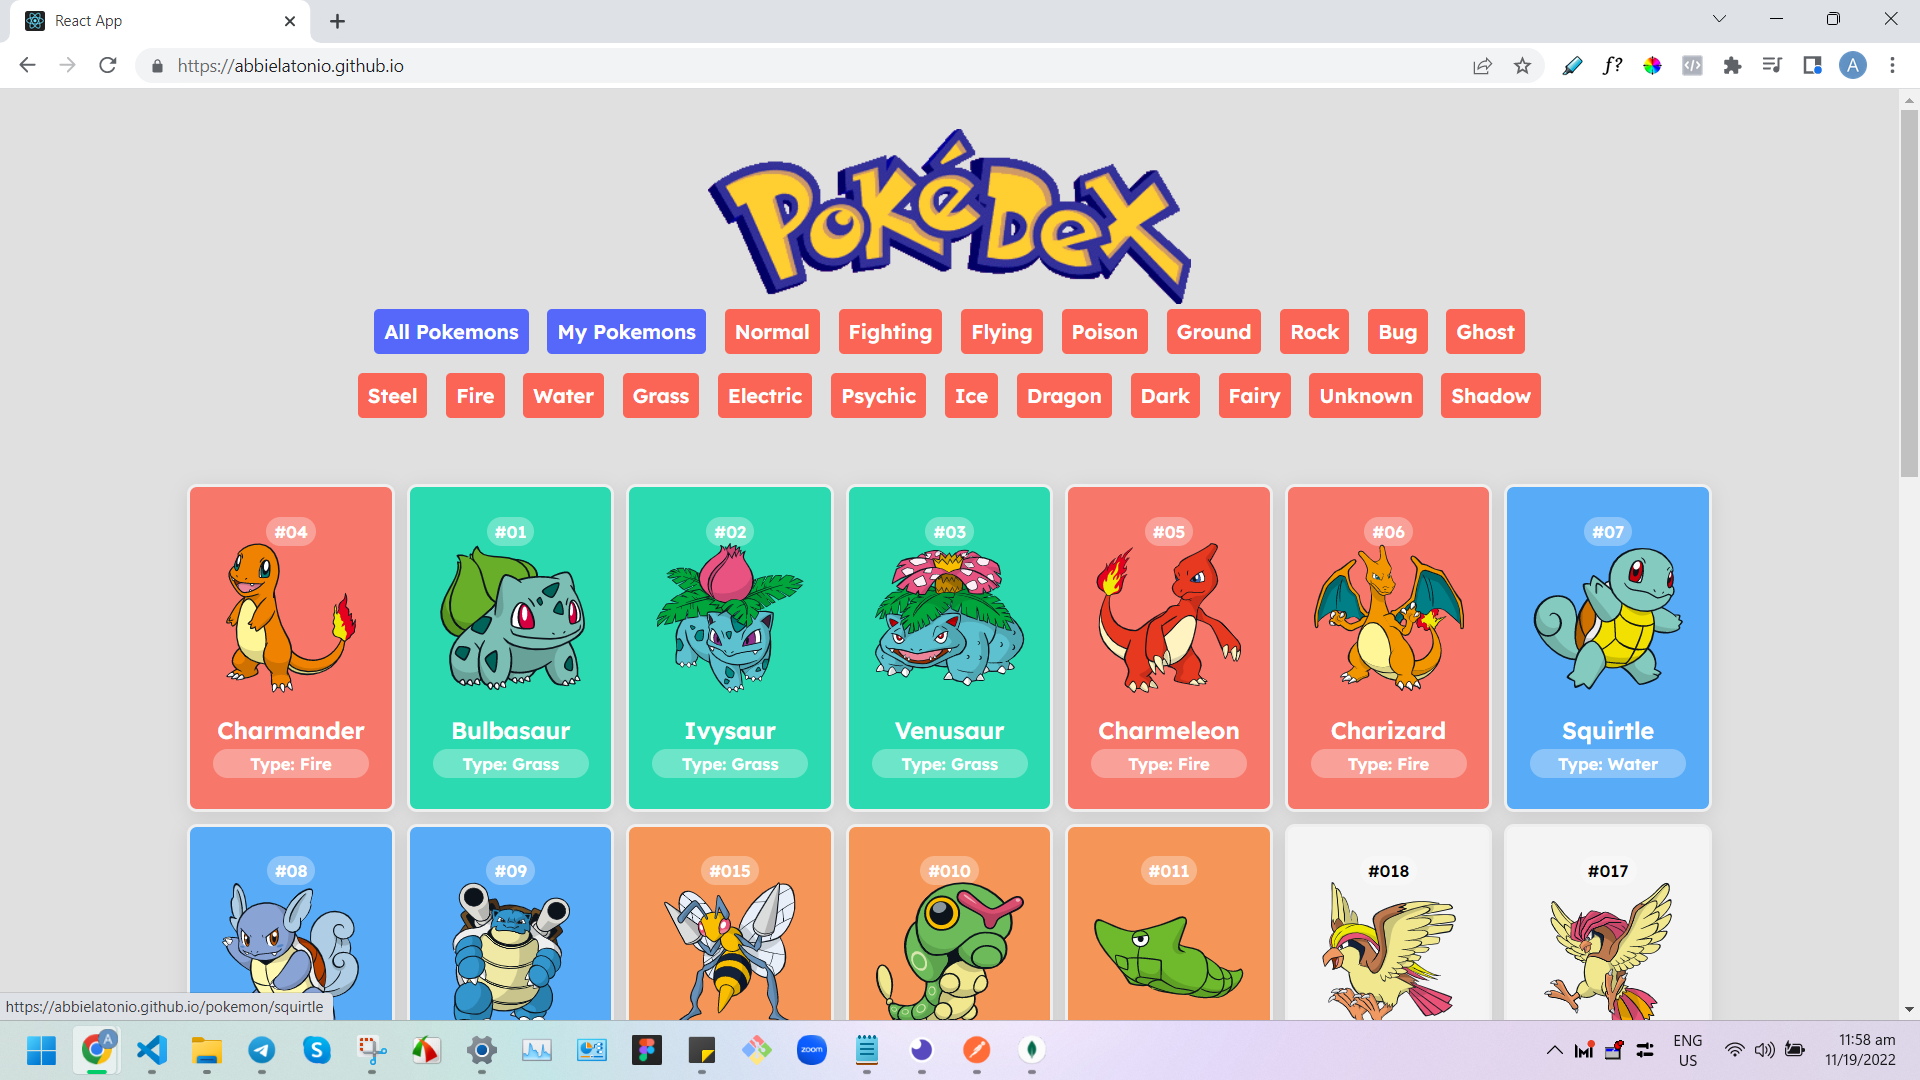 React App
https://abbielatonio.github.io
f?
A
PokéDex
All Pokemons My Pokemons Normal Fighting Flying Poison Ground Rock Bug Ghost
Steel Fire Water Grass Electric Psychic Ice Dragon Dark Fairy Unknown Shadow
#04 #01 #02 #03 #05 #06 #07
Charmander Bulbasaur Ivysaur Venusaur Charmeleon Charizard Squirtle
Type: Fire Type: Grass Type: Grass Type: Grass Type: Fire Type: Fire Type: Water
#08 #09 #015 #010 #011 #018 #017
https://abbielatonio.github.io/pokemon/squirtle
A
zoom
ENG
US
11:58 am
11/19/2022